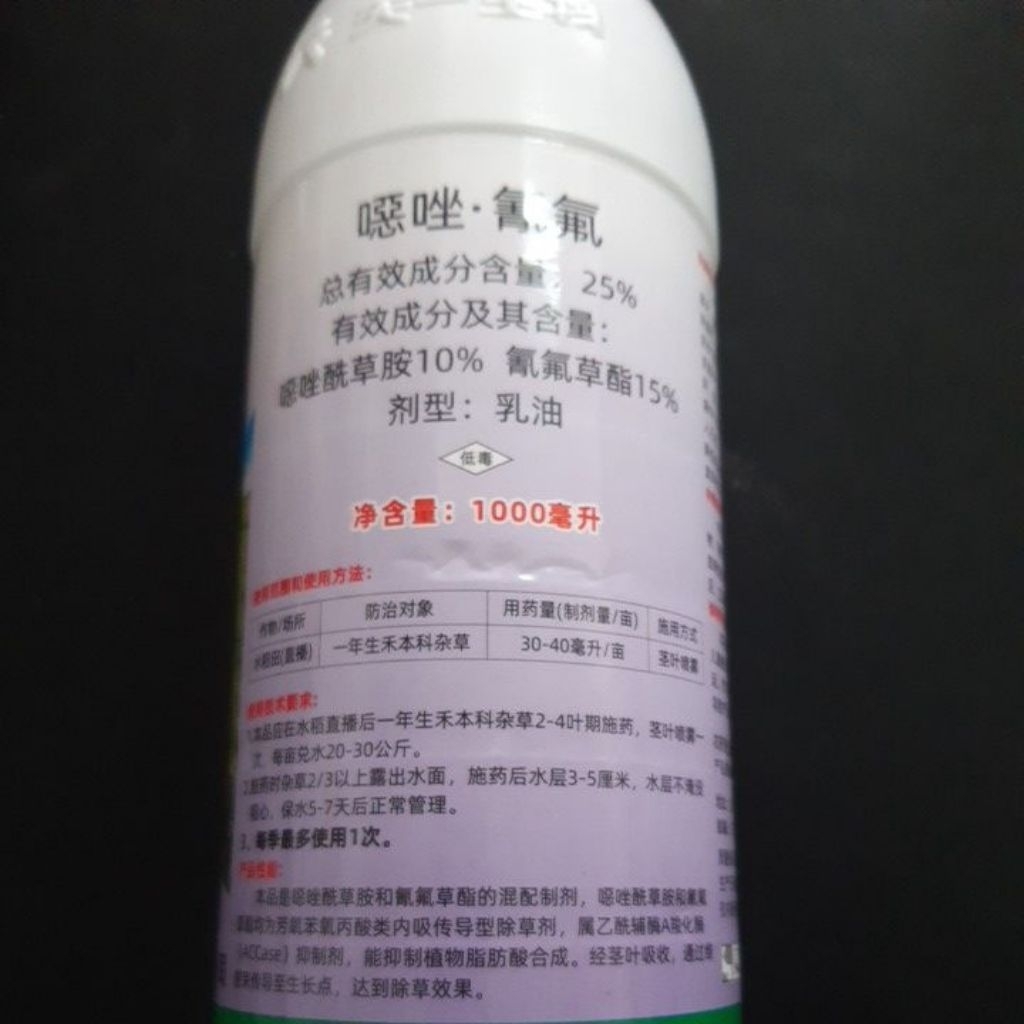 噁唑·氰氟
总有效成分含量：25%
有效成分及其含量：
噁唑酰草胺10% 氰氟草酯15%
剂型：乳油
低毒
净含量：1000毫升
使用范围和使用方法：
作物/场所 防治对象 用药量(制剂量/亩) 施用方式
水稻田(直播) 一年生禾本科杂草 30-40毫升/亩 茎叶喷雾
使用技术要求：
1.本品应在水稻直播后一年生禾本科杂草2-4叶期施药，茎叶喷雾一
次，每亩兑水20-30公斤。
2.施药时杂草2/3以上露出水面，施药后水层3-5厘米，水层不淹没
稻心，保水5-7天后正常管理。
3、每季最多使用1次。
产品性能：
本品是噁唑酰草胺和氰氟草酯的混配制剂，噁唑酰草胺和氰氟
草酯均为芳氧苯氧丙酸类内吸传导型除草剂，属乙酰辅酶A羧化酶
(ACCase）抑制剂，能抑制植物脂肪酸合成。经茎叶吸收，通过维
管束传导至生长点，达到除草效果。